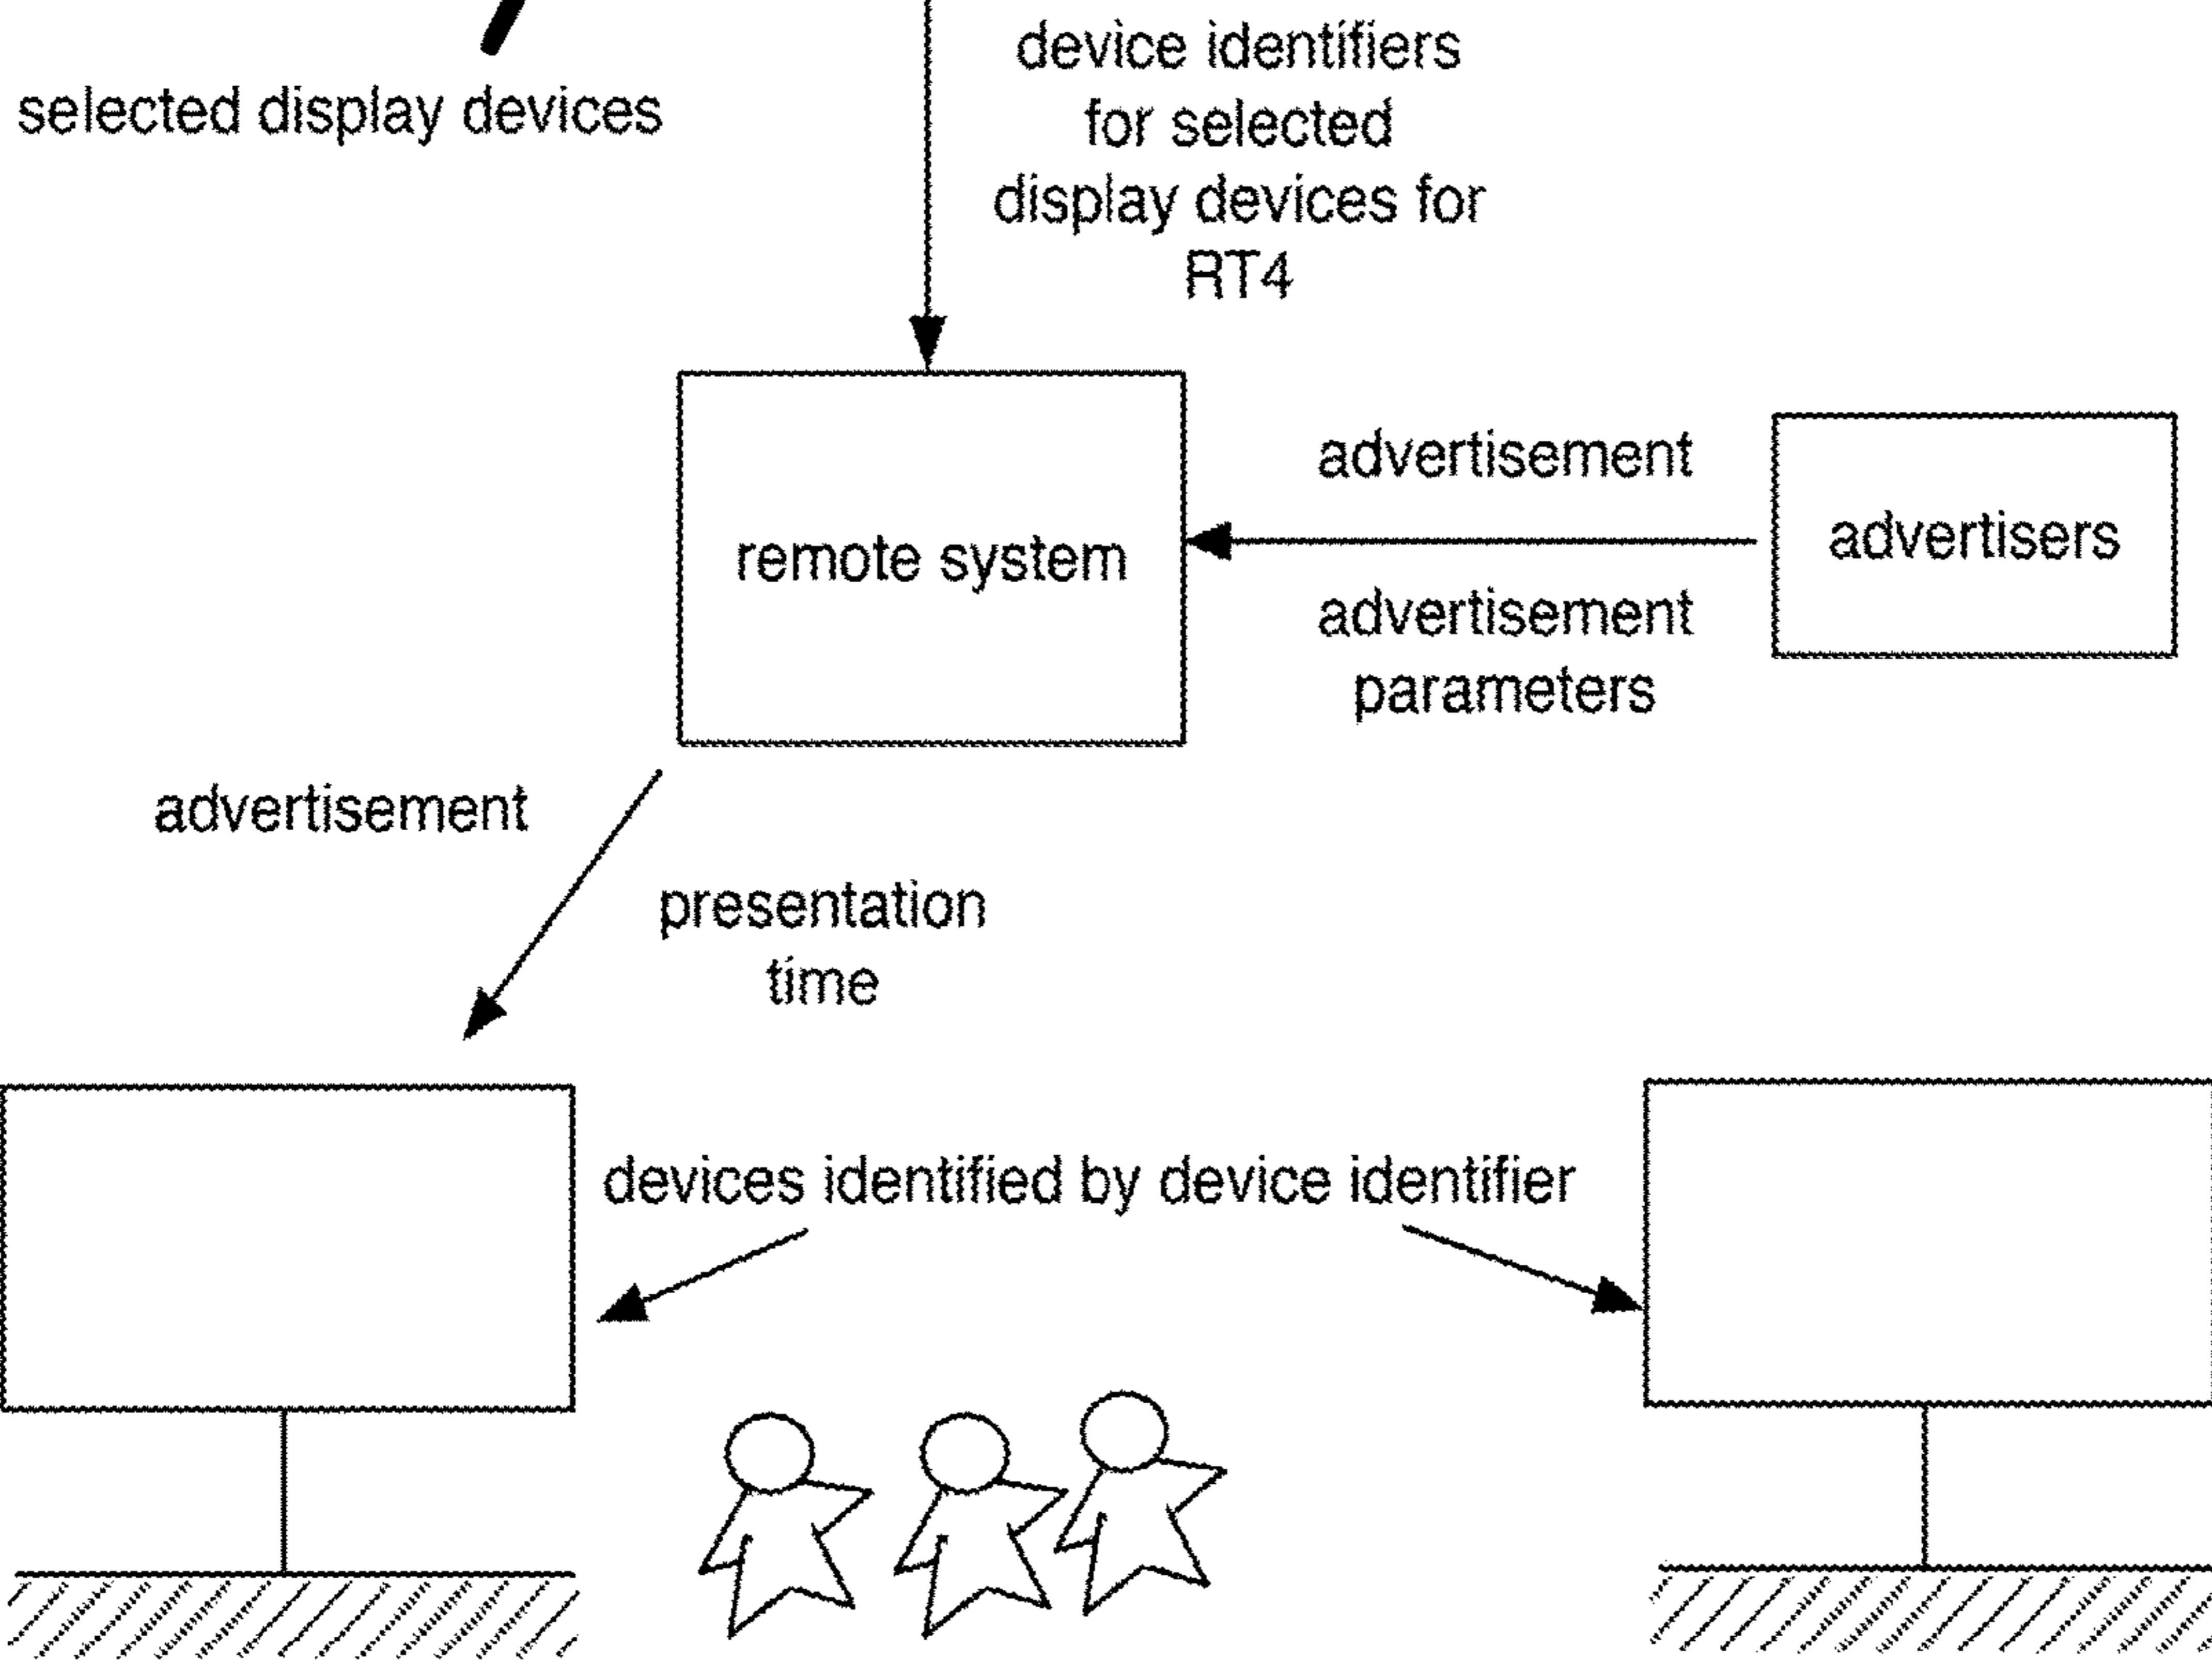 device identifiers
for selected
display devices for
RT4
selected display devices
remote system
advertisement
advertisement
parameters
advertisers
advertisement
presentation
time
devices identified by device identifier